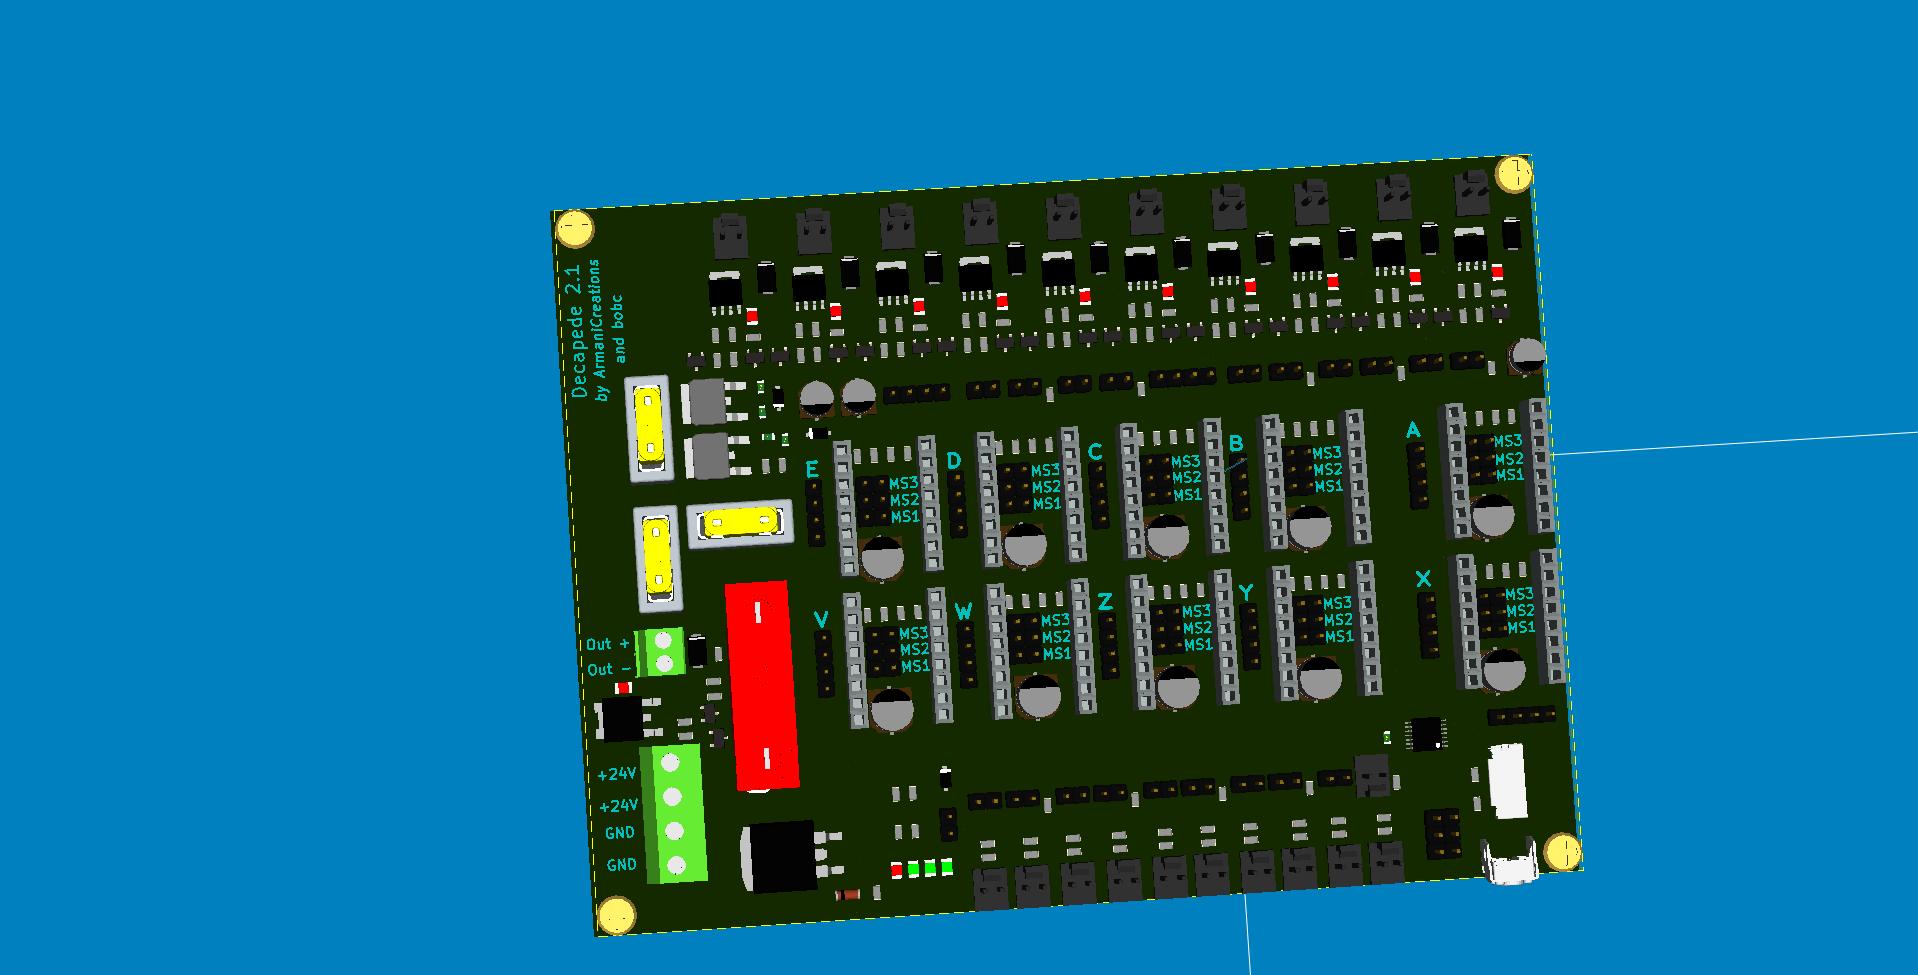 Decapede 2.1
by ArmaniCreations
and bobc
E
MS3
MS2
MS1
D
MS3
MS2
MS1
C
MS3
MS2
MS1
B
MS3
MS2
MS1
A
MS3
MS2
MS1
V
MS3
MS2
MS1
W
MS3
MS2
MS1
Z
MS3
MS2
MS1
Y
MS3
MS2
MS1
X
MS3
MS2
MS1
Out +
Out -
+24V
+24V
GND
GND